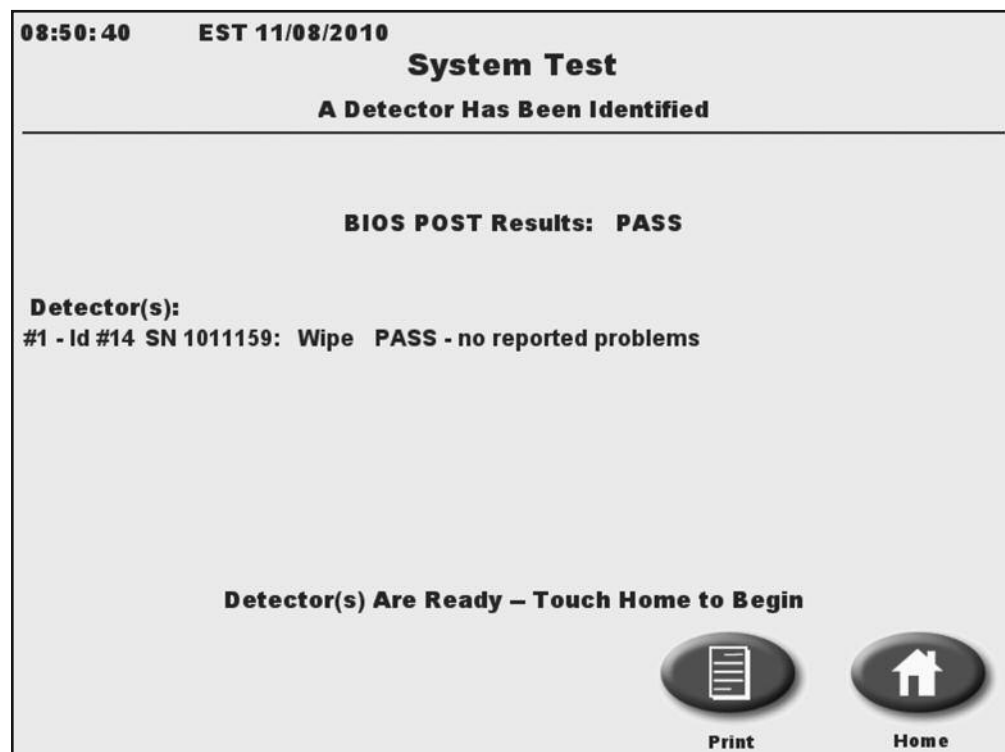 08:50:40 EST 11/08/2010
System Test
A Detector Has Been Identified
BIOS POST Results: PASS
Detector(s):
#1 - Id #14 SN 1011159: Wipe PASS - no reported problems
Detector(s) Are Ready – Touch Home to Begin
Print Home